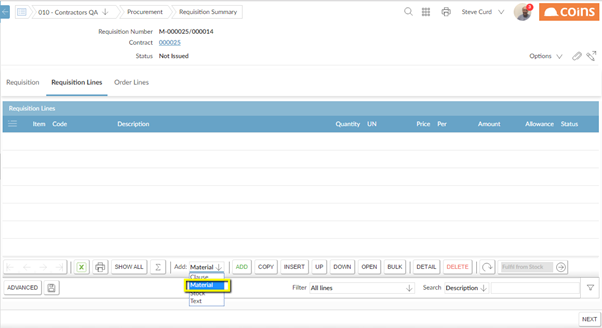 010 - Contractors QA Procurement Requisition Summary Steve Curd coins
Requisition Number M-000025/000014
Contract 000025
Status Not Issued
Options
Requisition Requisition Lines Order Lines
Requisition Lines
Item Code Description Quantity UN Price Per Amount Allowance Status
SHOW ALL Σ Add: Material ADD COPY INSERT UP DOWN OPEN BULK DETAIL DELETE Fulfil from Stock
Clause
Material
Stock
Text
ADVANCED Filter All lines Search Description
NEXT